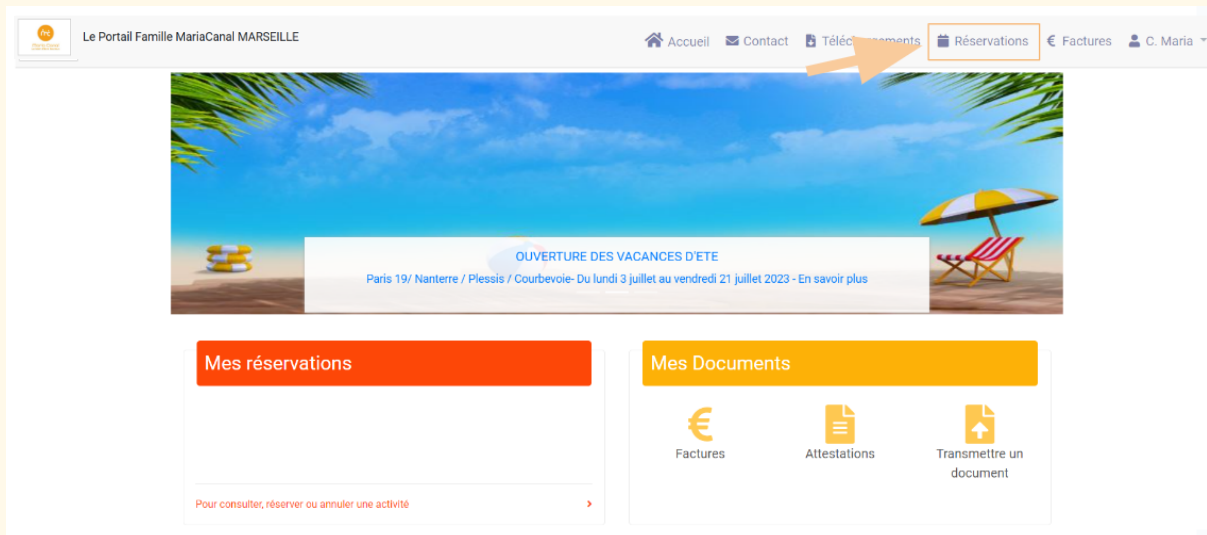 Le Portail Famille MariaCanal MARSEILLE
Accueil
Contact
Réservations
€ Factures
C. Maria
OUVERTURE DES VACANCES D'ETE
Paris 19/ Nanterre / Plessis / Courbevoie- Du lundi 3 juillet au vendredi 21 juillet 2023 - En savoir plus
Mes réservations
Mes Documents
€
Factures
Attestations
Transmettre un
document
Pour consulter, réserver ou annuler une activité